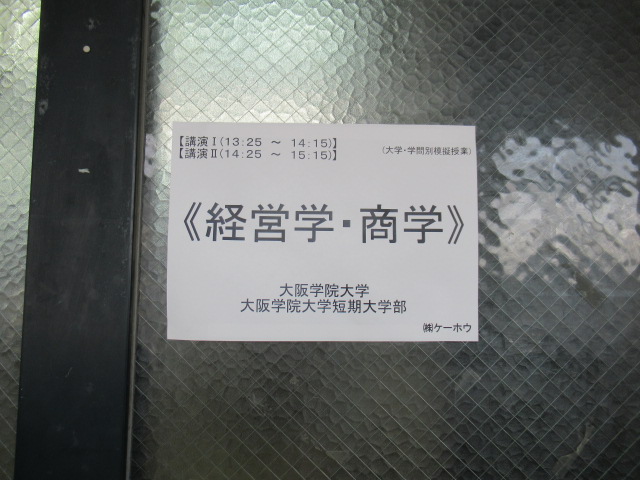 【講演Ⅰ(13:25 ～ 14:15)】
【講演Ⅱ(14:25 ～ 15:15)】
(大学・学問別模擬授業)
《経営学・商学》
大阪学院大学
大阪学院大学短期大学部
㈱ケーホウ